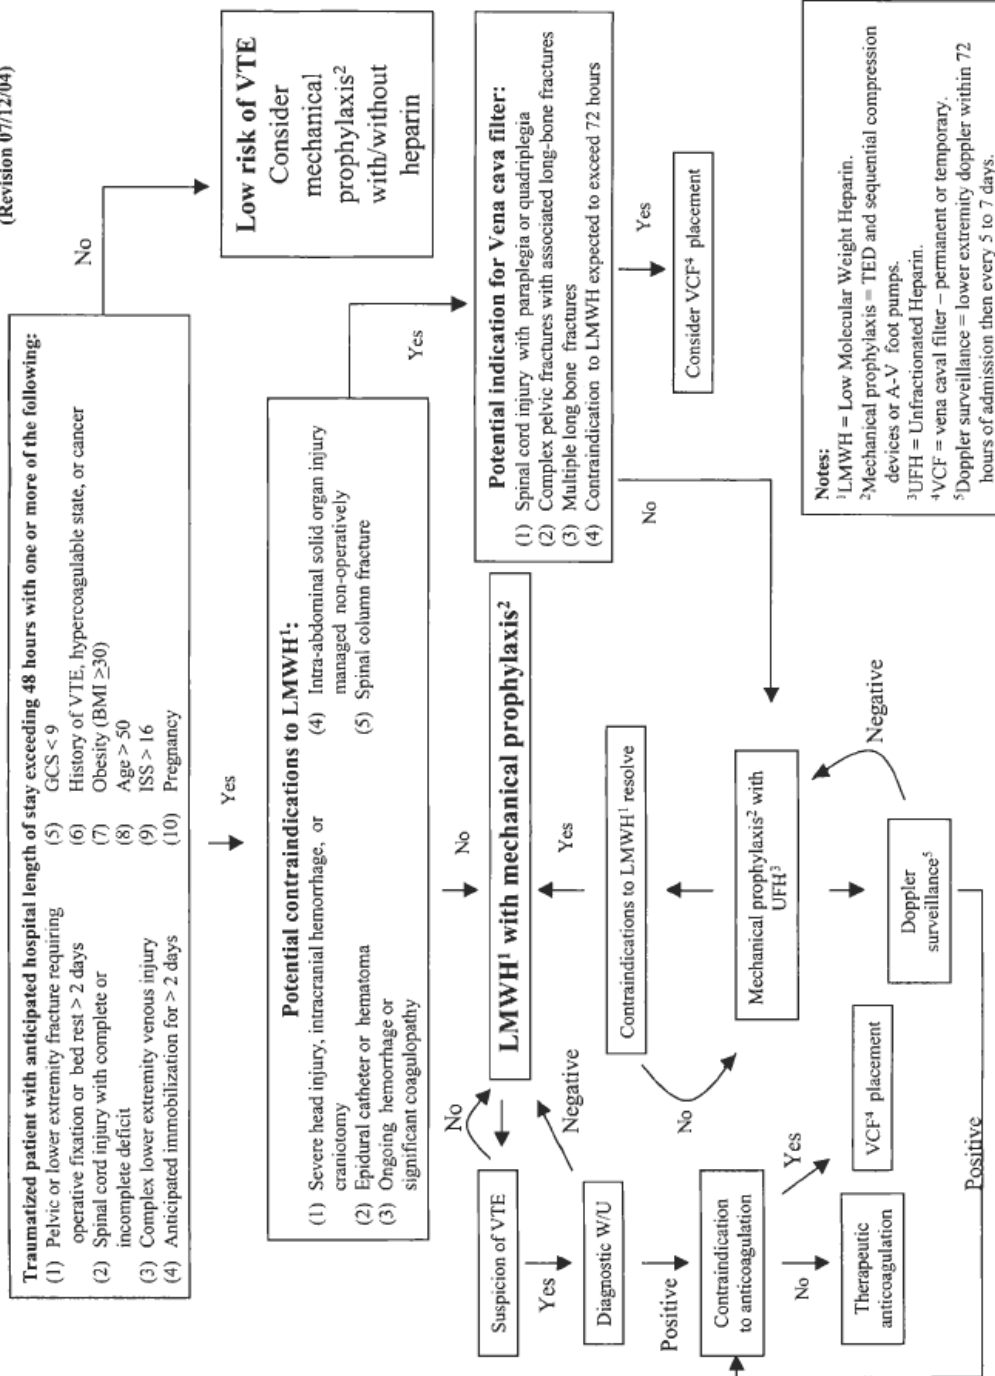 (Revision 07/12/04)
Traumatized patient with anticipated hospital length of stay exceeding 48 hours with one or more of the following:
(1) Pelvic or lower extremity fracture requiring
operative fixation or bed rest > 2 days
(2) Spinal cord injury with complete or
incomplete deficit
(3) Complex lower extremity venous injury
(4) Anticipated immobilization for > 2 days
(5) GCS < 9
(6) History of VTE, hypercoagulable state, or cancer
(7) Obesity (BMI ≥30)
(8) Age > 50
(9) ISS > 16
(10) Pregnancy
No
Low risk of VTE
Consider
mechanical
prophylaxis²
with/without
heparin
Yes
Potential contraindications to LMWH¹:
(1) Severe head injury, intracranial hemorrhage, or
craniotomy
(2) Epidural catheter or hematoma
(3) Ongoing hemorrhage or
significant coagulopathy
(4) Intra-abdominal solid organ injury
managed non-operatively
(5) Spinal column fracture
Yes
No
Potential indication for Vena cava filter:
(1) Spinal cord injury with paraplegia or quadriplegia
(2) Complex pelvic fractures with associated long-bone fractures
(3) Multiple long bone fractures
(4) Contraindication to LMWH expected to exceed 72 hours
Yes
Consider VCF⁴ placement
No
LMWH¹ with mechanical prophylaxis²
No
Suspicion of VTE
Yes
Negative
Diagnostic W/U
Positive
Contraindication
to anticoagulation
No
Yes
Therapeutic
anticoagulation
VCF⁴ placement
Yes
Contraindications to LMWH¹ resolve
No
Mechanical prophylaxis² with
UFH³
Negative
Doppler
surveillance⁵
Positive
Notes:
¹LMWH = Low Molecular Weight Heparin.
²Mechanical prophylaxis = TED and sequential compression
devices or A-V foot pumps.
³UFH = Unfractionated Heparin.
⁴VCF = vena caval filter – permanent or temporary.
⁵Doppler surveillance = lower extremity doppler within 72
hours of admission then every 5 to 7 days.